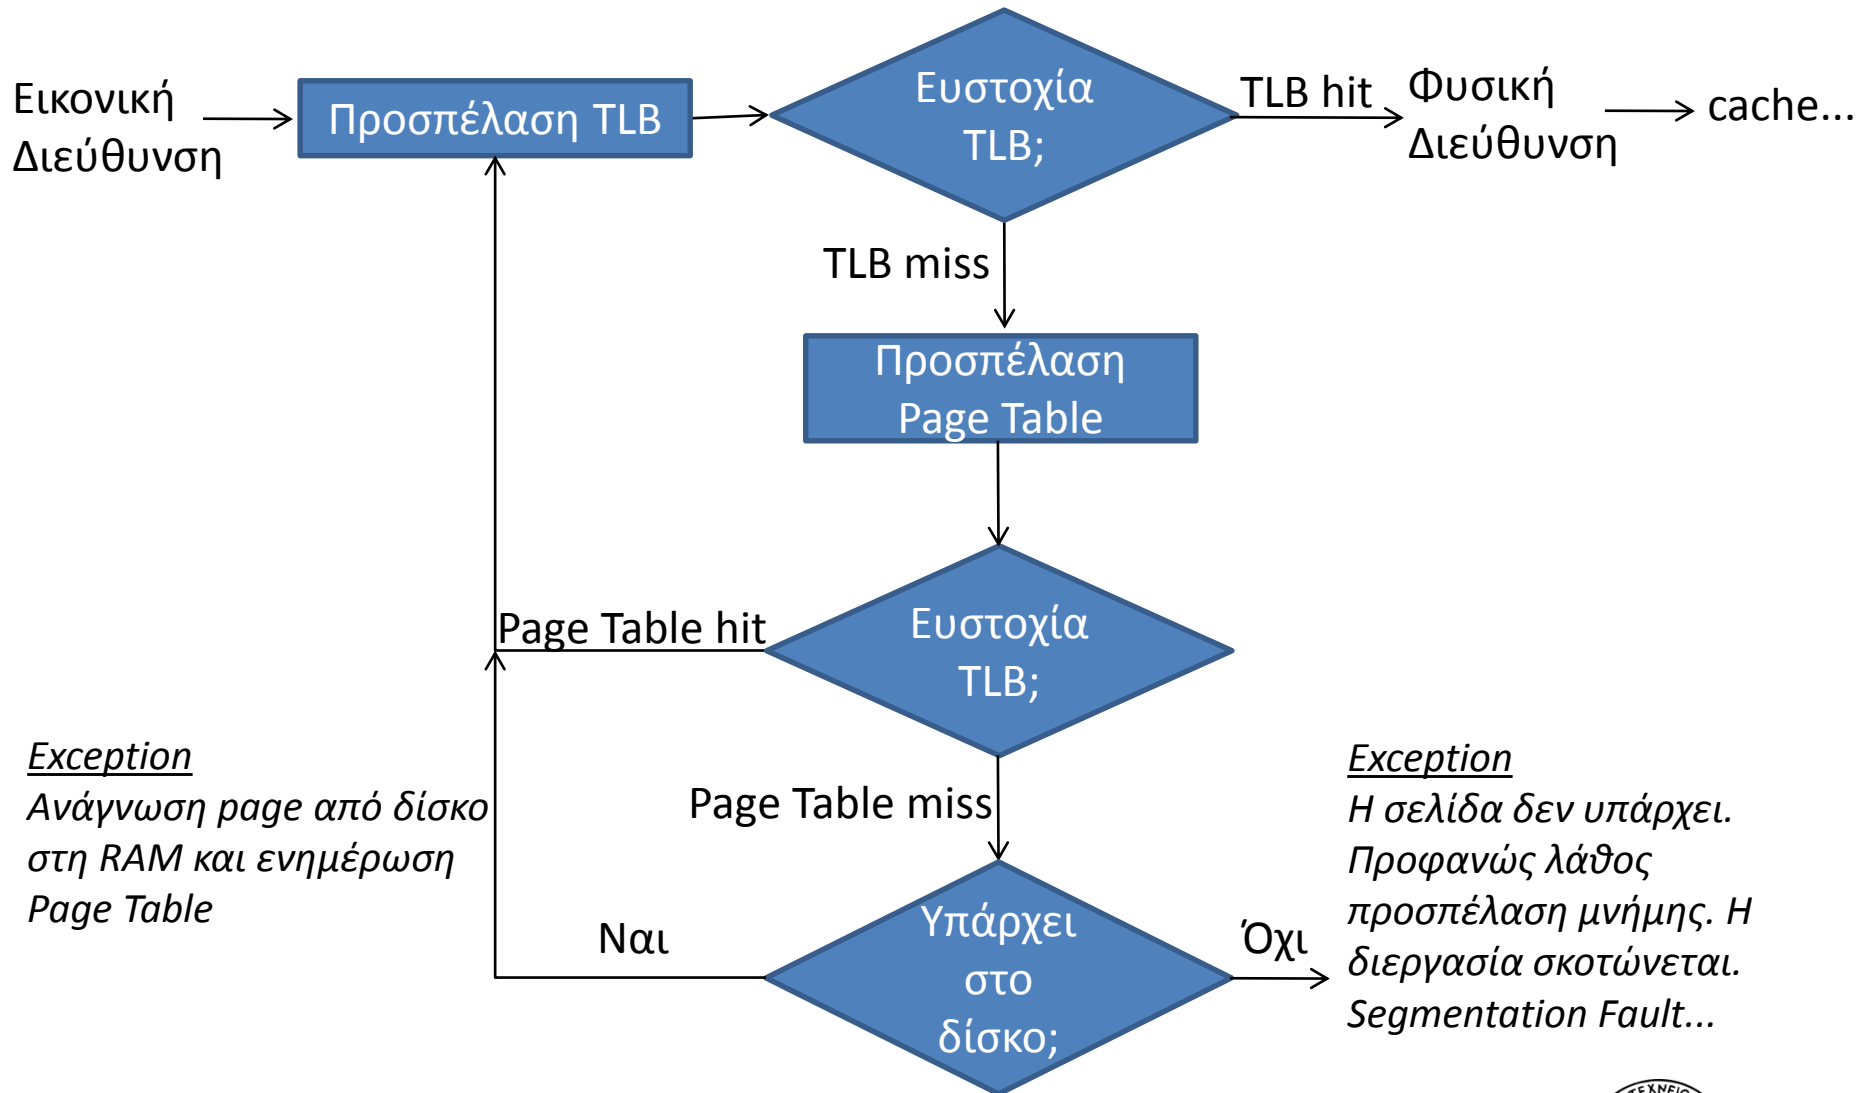 Εικονική
Διεύθυνση
Προσπέλαση TLB
Ευστοχία
TLB;
TLB hit
Φυσική
Διεύθυνση
cache...
TLB miss
Προσπέλαση
Page Table
Page Table hit
Ευστοχία
TLB;
Exception
Ανάγνωση page από δίσκο
στη RAM και ενημέρωση
Page Table
Page Table miss
Ναι
Υπάρχει
στο
δίσκο;
Όχι
Exception
Η σελίδα δεν υπάρχει.
Προφανώς λάθος
προσπέλαση μνήμης. Η
διεργασία σκοτώνεται.
Segmentation Fault...